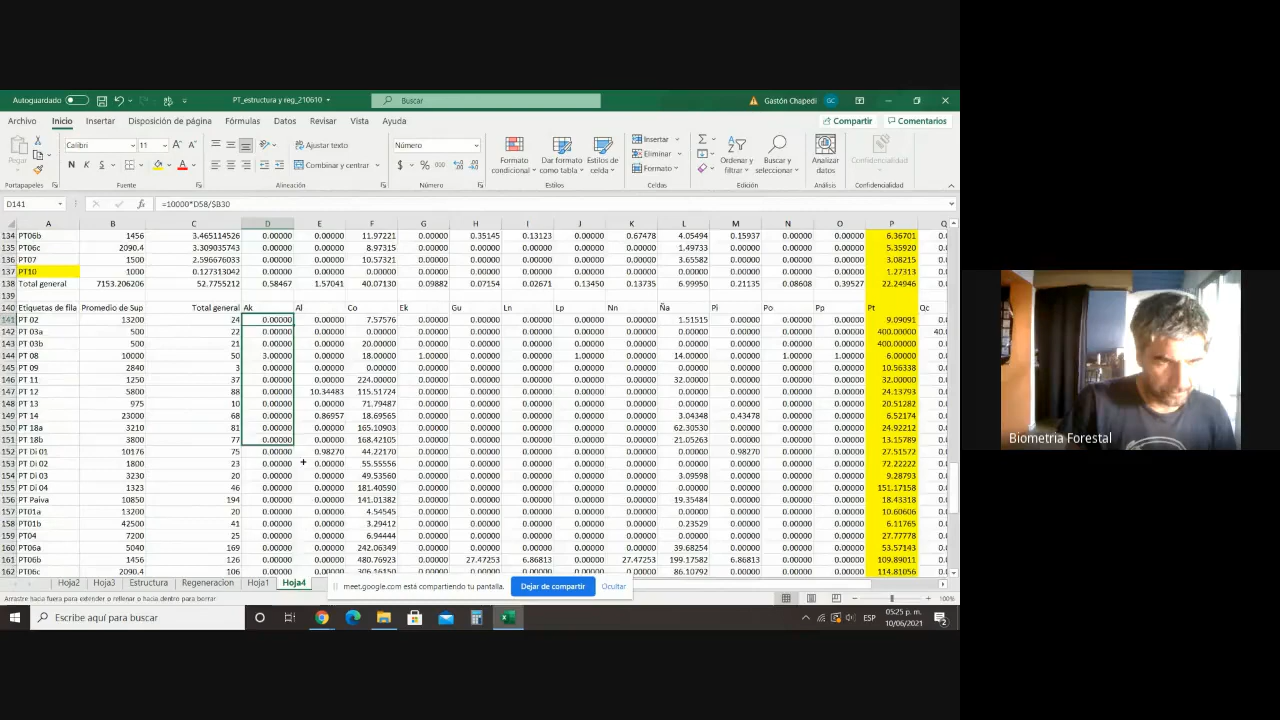 Autoguardado
PT_estructura y reg_210610
Buscar
Gastón Chapedi GC
Archivo Inicio Insertar Disposición de página Fórmulas Datos Revisar Vista Ayuda Compartir Comentarios
Pegar
Calibri 11
Ajustar texto
Número
Formato condicional
Dar formato como tabla
Estilos de celda
Insertar
Eliminar
Formato
Ordenar y filtrar
Buscar y seleccionar
Analizar datos
Confidencialidad
N K S
Combinar y centrar
Portapapeles Fuente Alineación Número Estilos Celdas Edición Análisis Confidencialidad
D141 =10000*D58/$B30
A B C D E F G H I J K L M N O P Q
134 PT06b 1456 3.465114526 0.00000 0.00000 11.97221 0.00000 0.35145 0.13123 0.00000 0.67478 4.05494 0.15937 0.00000 0.00000 6.36701
135 PT06c 2090.4 3.309035743 0.00000 0.00000 8.97315 0.00000 0.00000 0.00000 0.00000 0.00000 1.49733 0.00000 0.00000 0.00000 5.35920
136 PT07 1500 2.596676633 0.00000 0.00000 10.57321 0.00000 0.00000 0.00000 0.00000 0.00000 3.65582 0.00000 0.00000 0.00000 3.08215
137 PT10 1000 0.127313042 0.00000 0.00000 0.00000 0.00000 0.00000 0.00000 0.00000 0.00000 0.00000 0.00000 0.00000 0.00000 1.27313
138 Total general 7153.206206 52.7755212 0.58467 1.57041 40.07130 0.09882 0.07154 0.02671 0.13450 0.13735 6.99950 0.21135 0.08608 0.39527 22.24946
139
140 Etiquetas de fila Promedio de Sup Total general Ak Al Co Ek Gu Ln Lp Nn Ña Pi Po Pp Pt Qc
141 PT 02 13200 24 0.00000 0.00000 7.57576 0.00000 0.00000 0.00000 0.00000 0.00000 1.51515 0.00000 0.00000 0.00000 9.09091
142 PT 03a 500 22 0.00000 0.00000 0.00000 0.00000 0.00000 0.00000 0.00000 0.00000 0.00000 0.00000 0.00000 0.00000 400.00000
143 PT 03b 500 21 0.00000 0.00000 20.00000 0.00000 0.00000 0.00000 0.00000 0.00000 0.00000 0.00000 0.00000 0.00000 400.00000
144 PT 08 10000 50 3.00000 0.00000 18.00000 1.00000 0.00000 0.00000 1.00000 0.00000 14.00000 0.00000 1.00000 1.00000 6.00000
145 PT 09 2840 3 0.00000 0.00000 0.00000 0.00000 0.00000 0.00000 0.00000 0.00000 0.00000 0.00000 0.00000 0.00000 10.56338
146 PT 11 1250 37 0.00000 0.00000 224.00000 0.00000 0.00000 0.00000 0.00000 0.00000 32.00000 0.00000 0.00000 0.00000 32.00000
147 PT 12 5800 88 0.00000 10.34483 115.51724 0.00000 0.00000 0.00000 0.00000 0.00000 0.00000 0.00000 0.00000 0.00000 24.13793
148 PT 13 975 10 0.00000 0.00000 71.79487 0.00000 0.00000 0.00000 0.00000 0.00000 0.00000 0.00000 0.00000 0.00000 20.51282
149 PT 14 23000 68 0.00000 0.86957 18.69565 0.00000 0.00000 0.00000 0.00000 0.00000 3.04348 0.43478 0.00000 0.00000 6.52174
150 PT 18a 3210 81 0.00000 0.00000 165.10903 0.00000 0.00000 0.00000 0.00000 0.00000 62.30530 0.00000 0.00000 0.00000 24.92212
151 PT 18b 3800 77 0.00000 0.00000 168.42105 0.00000 0.00000 0.00000 0.00000 0.00000 21.05263 0.00000 0.00000 0.00000 13.15789
152 PT Di 01 10176 75 0.00000 0.98270 44.22170 0.00000 0.00000 0.00000 0.00000 0.00000 0.00000 0.98270 0.00000 0.00000 27.51572
153 PT Di 02 1800 23 0.00000 0.00000 55.55556 0.00000 0.00000 0.00000 0.00000 0.00000 0.00000 0.00000 0.00000 0.00000 72.22222
154 PT Di 03 3230 20 0.00000 0.00000 49.53560 0.00000 0.00000 0.00000 0.00000 0.00000 3.09598 0.00000 0.00000 0.00000 9.28793
155 PT Di 04 1323 46 0.00000 0.00000 181.40590 0.00000 0.00000 0.00000 0.00000 0.00000 0.00000 0.00000 0.00000 0.00000 151.17158
156 PT Paiva 10850 194 0.00000 0.00000 141.01382 0.00000 0.00000 0.00000 0.00000 0.00000 19.35484 0.00000 0.00000 0.00000 18.43318
157 PT01a 13200 20 0.00000 0.00000 4.54545 0.00000 0.00000 0.00000 0.00000 0.00000 0.00000 0.00000 0.00000 0.00000 10.60606
158 PT01b 42500 41 0.00000 0.00000 3.29412 0.00000 0.00000 0.00000 0.00000 0.00000 0.23529 0.00000 0.00000 0.00000 6.11765
159 PT04 7200 25 0.00000 0.00000 6.94444 0.00000 0.00000 0.00000 0.00000 0.00000 0.00000 0.00000 0.00000 0.00000 27.77778
160 PT06a 5040 169 0.00000 0.00000 242.06349 0.00000 0.00000 0.00000 0.00000 0.00000 39.68254 0.00000 0.00000 0.00000 53.57143
161 PT06b 1456 126 0.00000 0.00000 480.76923 0.00000 27.47253 6.86813 0.00000 27.47253 199.17582 6.86813 0.00000 0.00000 109.89011
162 PT06c 2090.4 106 0.00000 0.00000 306.16150 0.00000 0.00000 0.00000 0.00000 0.00000 86.10792 0.00000 0.00000 0.00000 114.81056
Hoja2 Hoja3 Estructura Regeneracion Hoja1 Hoja4
meet.google.com está compartiendo tu pantalla. Dejar de compartir Ocultar
Arrastre hacia fuera para extender o rellenar o hacia dentro para borrar 100%
Escribe aquí para buscar
ESP
05:25 p. m.
10/06/2021
2
Biometria Forestal